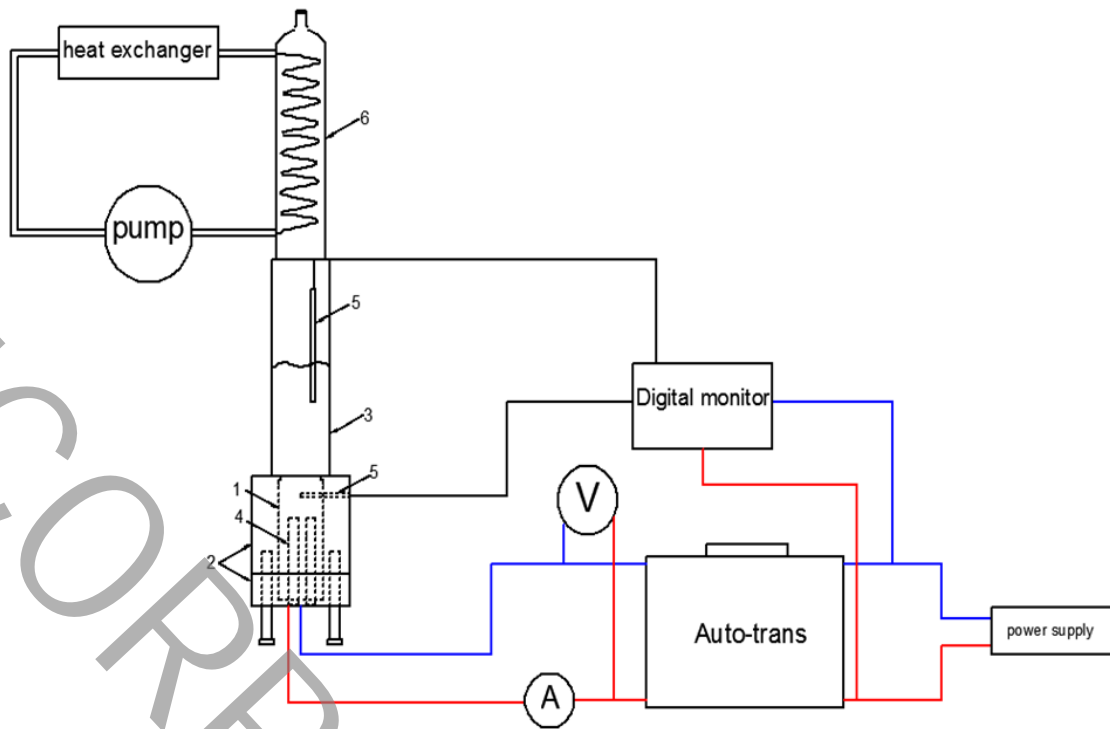 heat exchanger
6
pump
5
Digital monitor
3
5
1
V
4
2
Auto-trans
power supply
A